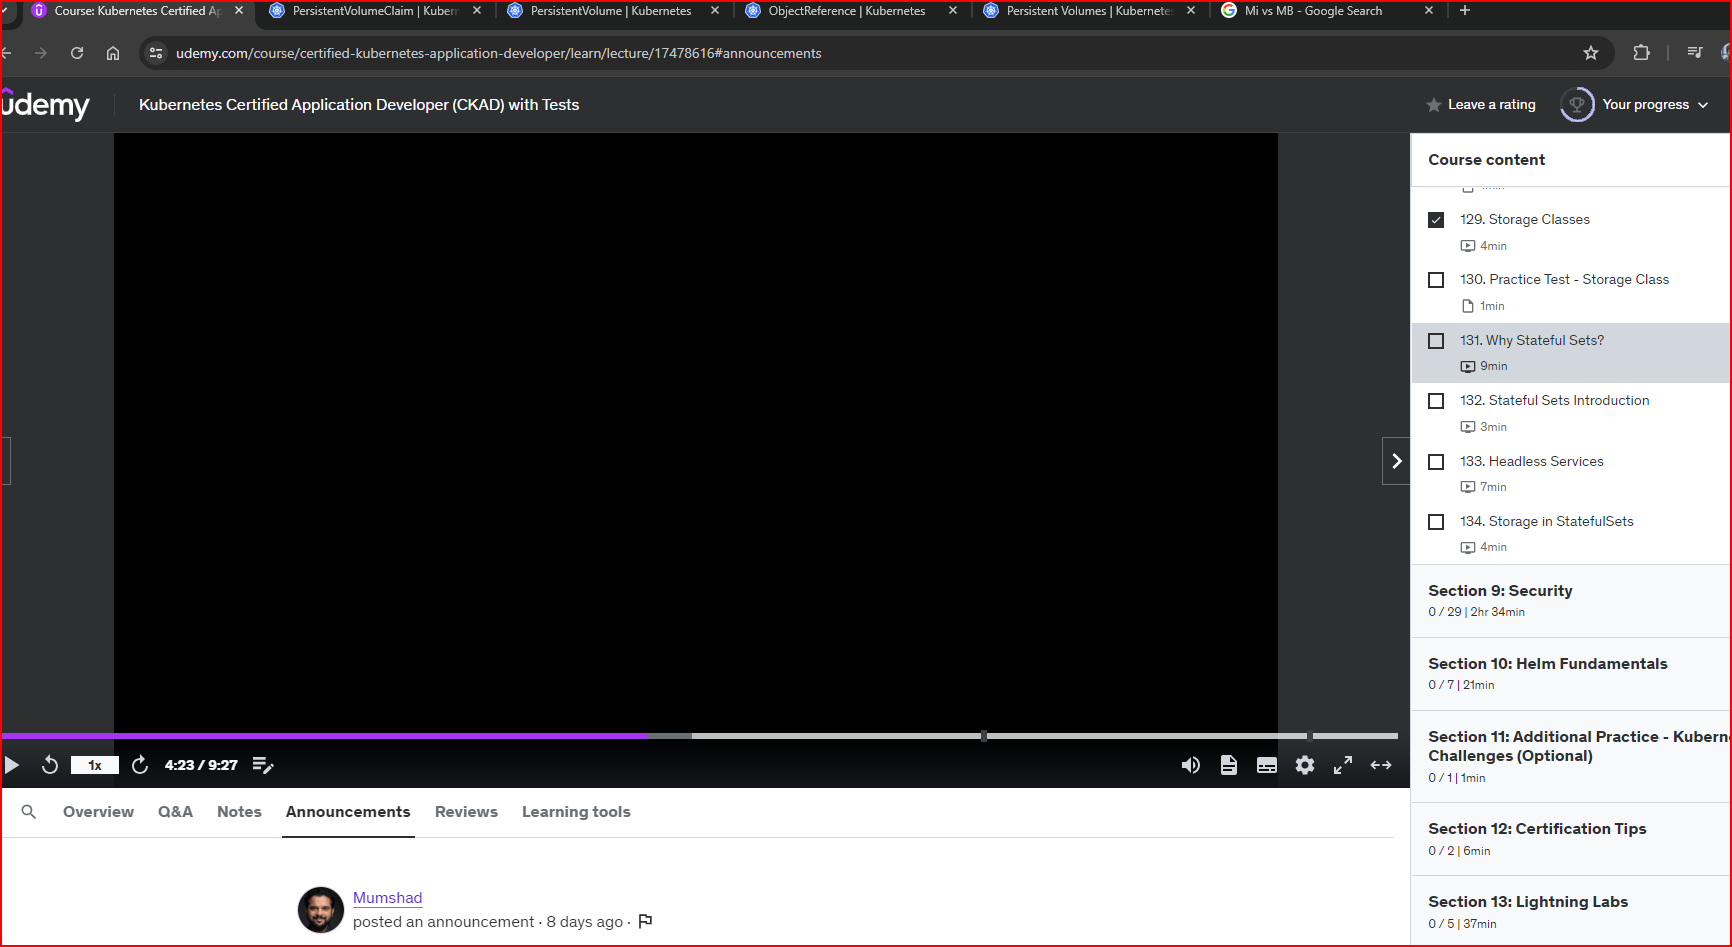 Course: Kubernetes Certified Ap
PersistentVolumeClaim | Kubern
PersistentVolume | Kubernetes
ObjectReference | Kubernetes
Persistent Volumes | Kubernetes
Mi vs MB - Google Search
udemy.com/course/certified-kubernetes-application-developer/learn/lecture/17478616#announcements
udemy
Kubernetes Certified Application Developer (CKAD) with Tests
Leave a rating
Your progress
Course content
129. Storage Classes
4min
130. Practice Test - Storage Class
1min
131. Why Stateful Sets?
9min
132. Stateful Sets Introduction
3min
133. Headless Services
7min
134. Storage in StatefulSets
4min
Section 9: Security
0 / 29 | 2hr 34min
Section 10: Helm Fundamentals
0 / 7 | 21min
Section 11: Additional Practice - Kuberne
Challenges (Optional)
0 / 1 | 1min
Section 12: Certification Tips
0 / 2 | 6min
Section 13: Lightning Labs
0 / 5 | 37min
1x
4:23 / 9:27
Overview
Q&A
Notes
Announcements
Reviews
Learning tools
Mumshad
posted an announcement · 8 days ago ·